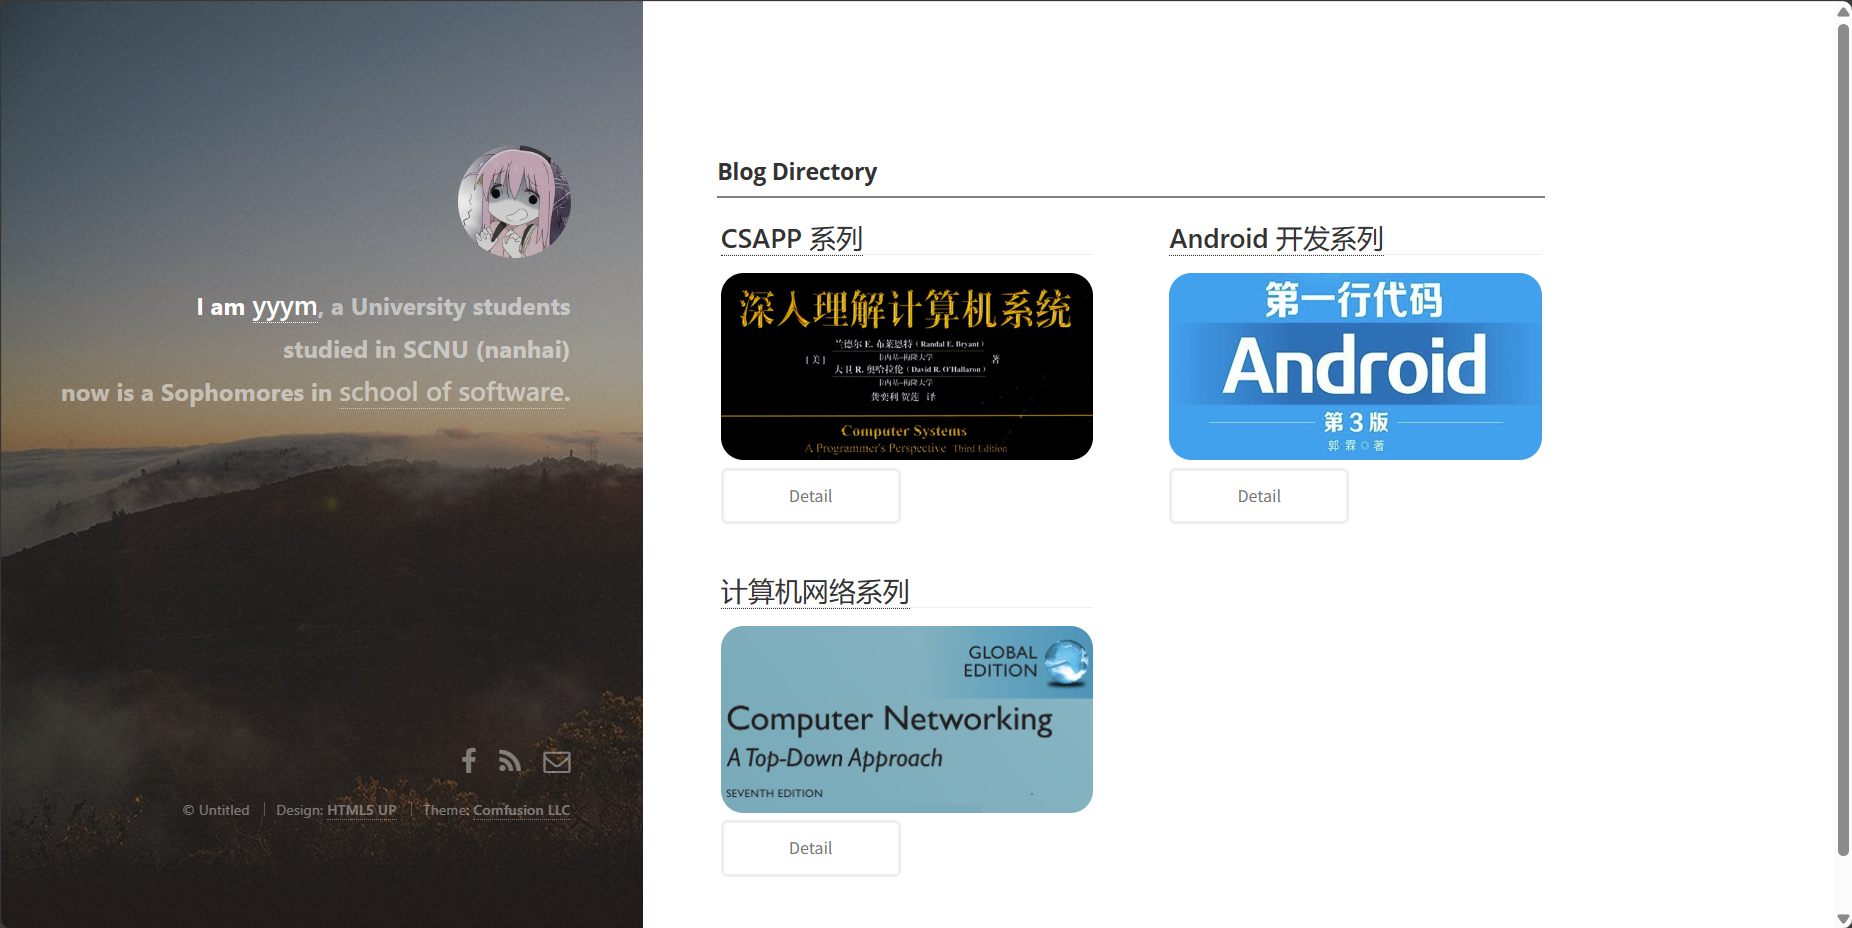 I am yyym, a University students
studied in SCNU (nanhai)
now is a Sophomores in school of software.
© Untitled
Design: HTML5 UP
Theme: Comfusion LLC
Blog Directory
CSAPP 系列
深入理解计算机系统
[美]
兰德尔 E. 布莱恩特 (Randal E. Bryant)
卡内基-梅隆大学
大卫 R. 奥哈拉伦 (David R. O'Hallaron)
卡内基-梅隆大学
著
龚奕利 贺莲 译
Computer Systems
A Programmer's Perspective Third Edition
Detail
Android 开发系列
第一行代码
Android
第3版
郭霖◎著
Detail
计算机网络系列
GLOBAL
EDITION
Computer Networking
A Top-Down Approach
SEVENTH EDITION
Detail